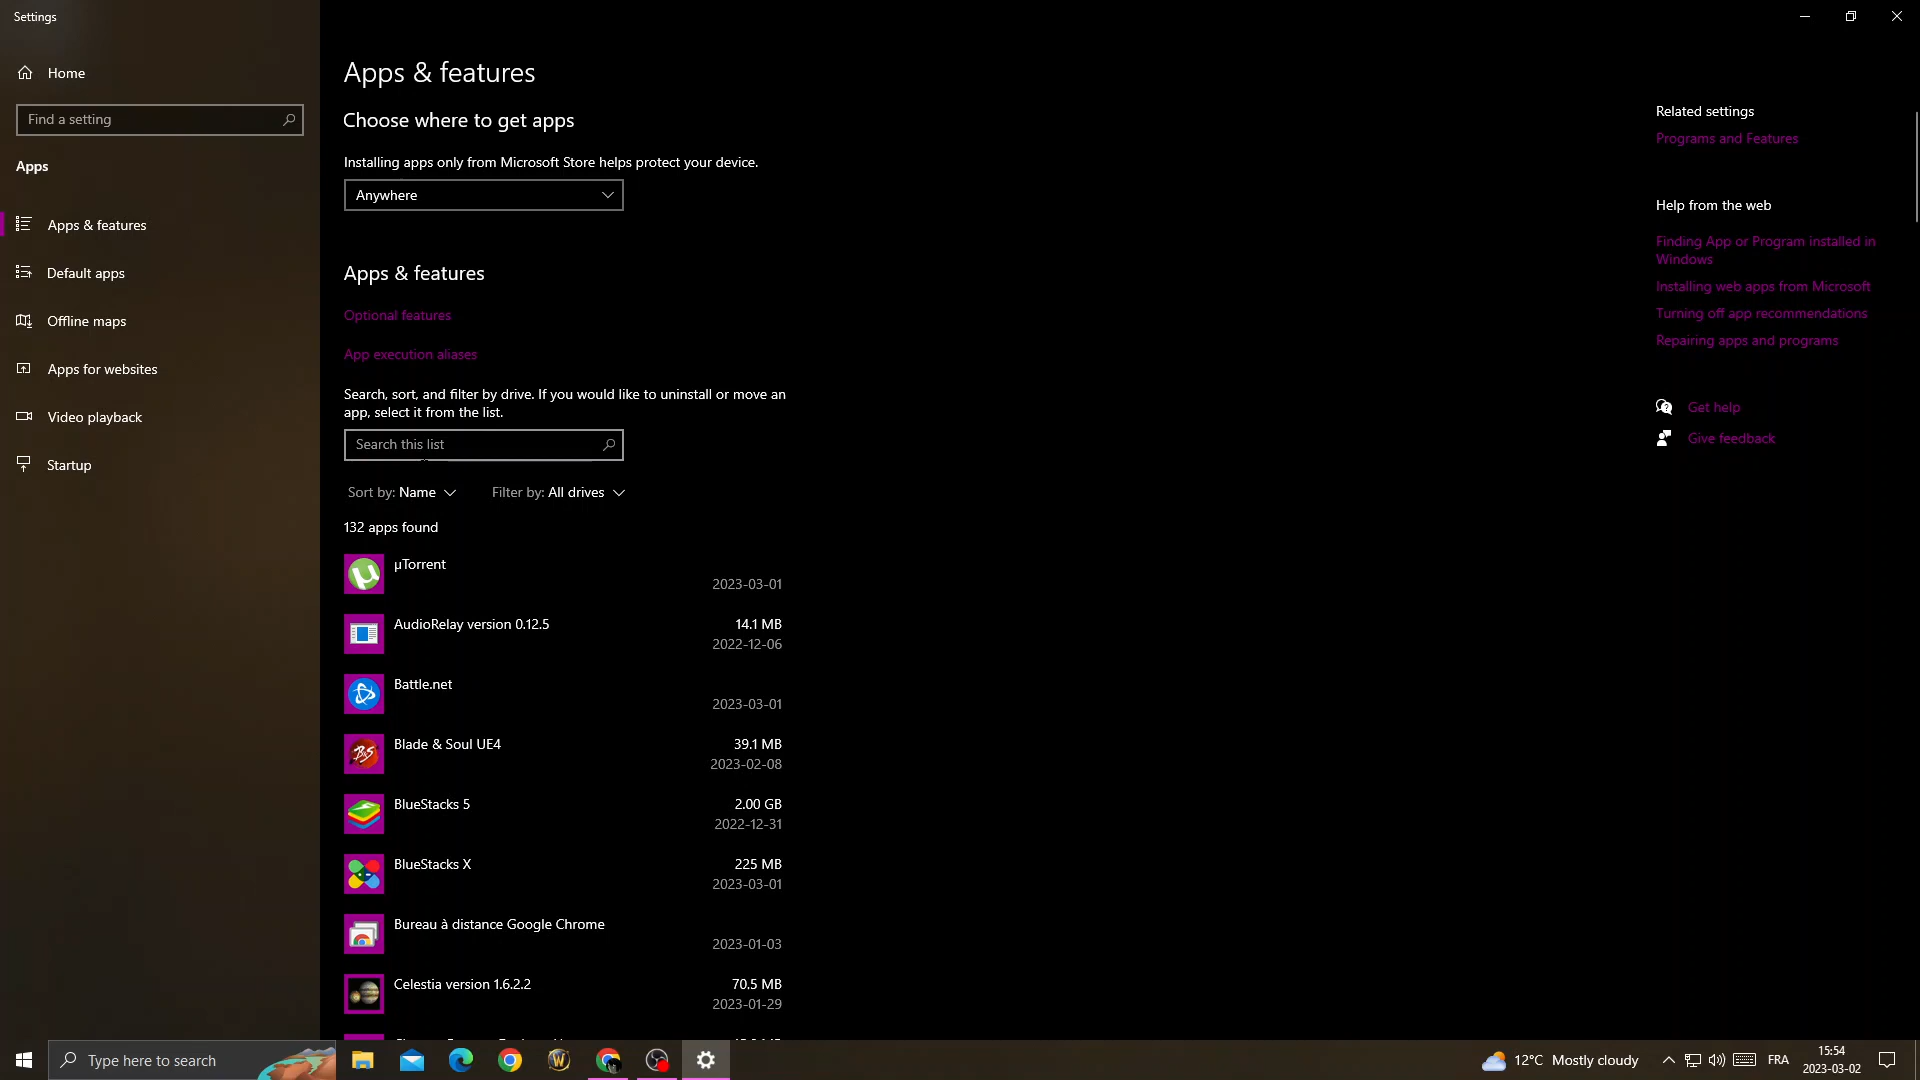 Settings
Home
Find a setting
Apps
Apps & features
Default apps
Offline maps
Apps for websites
Video playback
Startup
Apps & features
Choose where to get apps
Installing apps only from Microsoft Store helps protect your device.
Anywhere
Apps & features
Optional features
App execution aliases
Search, sort, and filter by drive. If you would like to uninstall or move an
app, select it from the list.
Search this list
Sort by: Name
Filter by: All drives
132 apps found
µTorrent
2023-03-01
AudioRelay version 0.12.5
14.1 MB
2022-12-06
Battle.net
2023-03-01
Blade & Soul UE4
39.1 MB
2023-02-08
BlueStacks 5
2.00 GB
2022-12-31
BlueStacks X
225 MB
2023-03-01
Bureau à distance Google Chrome
2023-01-03
Celestia version 1.6.2.2
70.5 MB
2023-01-29
Related settings
Programs and Features
Help from the web
Finding App or Program installed in
Windows
Installing web apps from Microsoft
Turning off app recommendations
Repairing apps and programs
Get help
Give feedback
Type here to search
12°C Mostly cloudy
FRA
15:54
2023-03-02